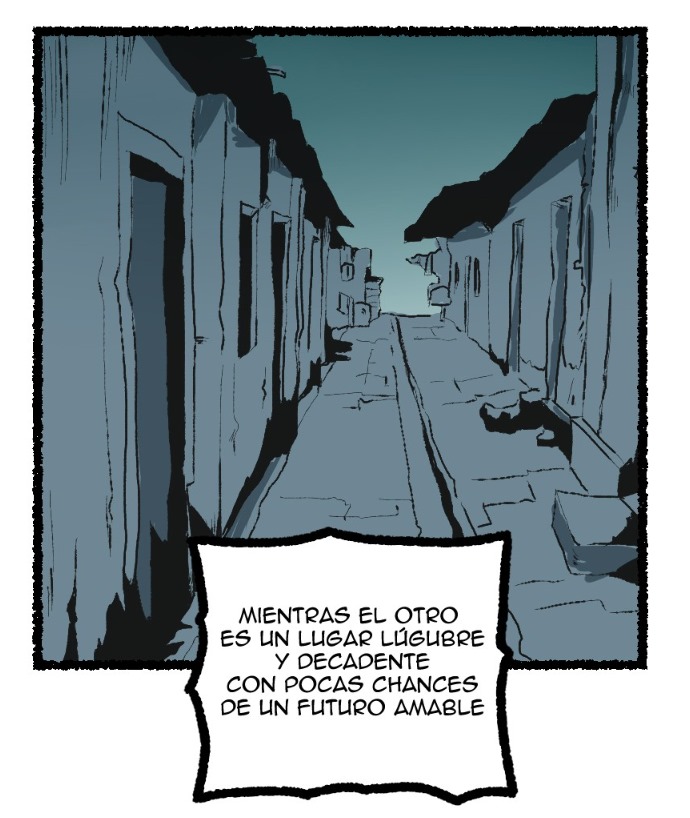 MIENTRAS EL OTRO
ES UN LUGAR LÚGUBRE
Y DECADENTE
CON POCAS CHANCES
DE UN FUTURO AMABLE